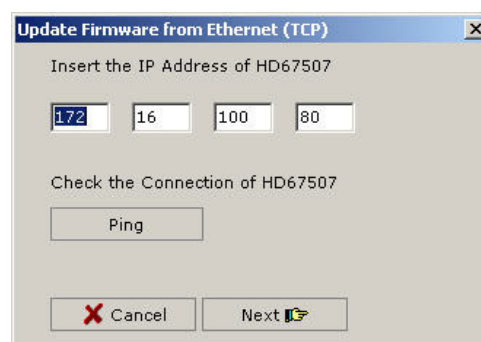 Update Firmware from Ethernet (TCP)
Insert the IP Address of HD67507
172 16 100 80
Check the Connection of HD67507
Ping
Cancel Next